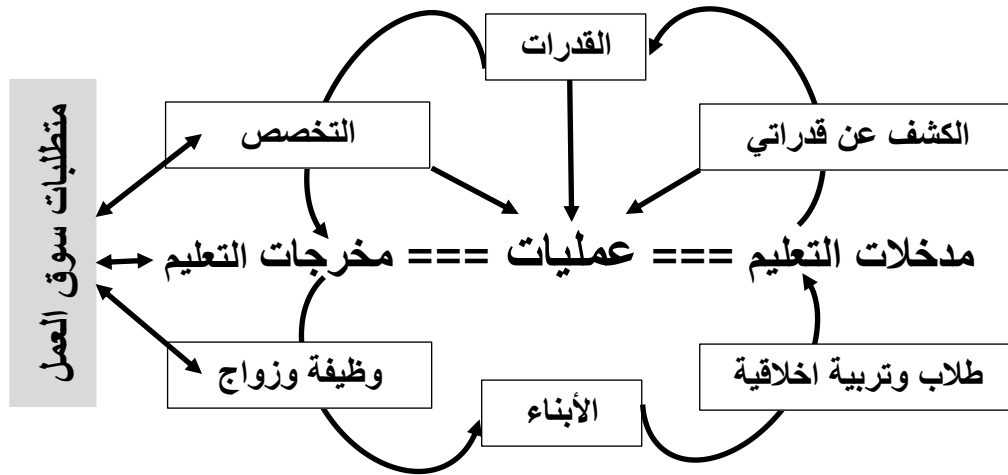 القدرات
الكشف عن قدراتي
التخصص
مدخلات التعليم === عمليات === مخرجات التعليم
متطلبات سوق العمل
طلاب وتربية اخلاقية
وظيفة وزواج
الأبناء